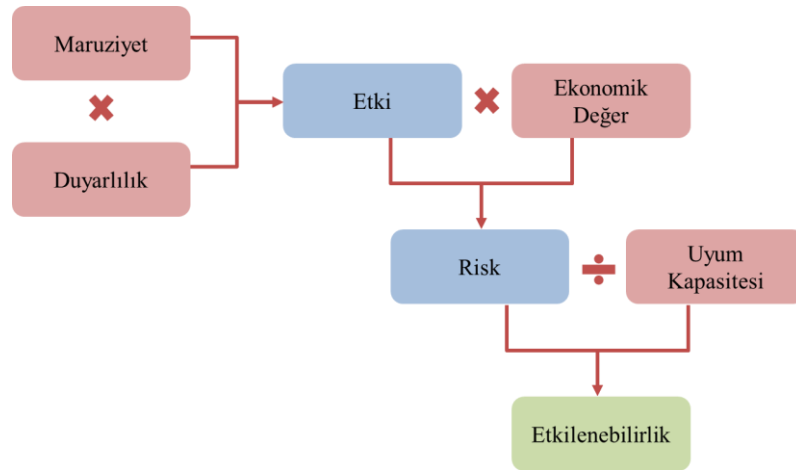 Maruziyet
Duyarlılık
Etki
Ekonomik
Değer
Risk
Uyum
Kapasitesi
Etkilenebilirlik